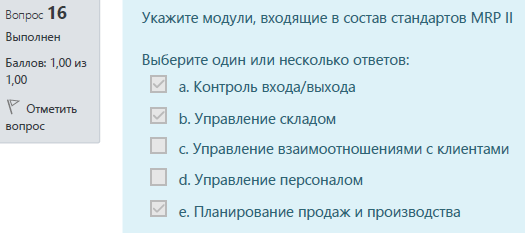 Вопрос 16
Выполнен
Баллов: 1,00 из
1,00
Отметить
вопрос
Укажите модули, входящие в состав стандартов MRP II
Выберите один или несколько ответов:
a. Контроль входа/выхода
b. Управление складом
c. Управление взаимоотношениями с клиентами
d. Управление персоналом
e. Планирование продаж и производства